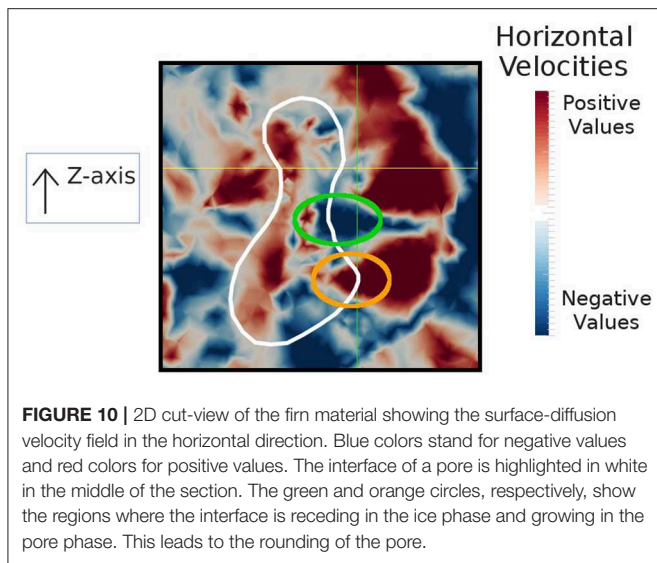 Horizontal
Velocities
Positive
Values
Z-axis
Negative
Values
FIGURE 10 | 2D cut-view of the firn material showing the surface-diffusion
velocity field in the horizontal direction. Blue colors stand for negative values
and red colors for positive values. The interface of a pore is highlighted in white
in the middle of the section. The green and orange circles, respectively, show
the regions where the interface is receding in the ice phase and growing in the
pore phase. This leads to the rounding of the pore.